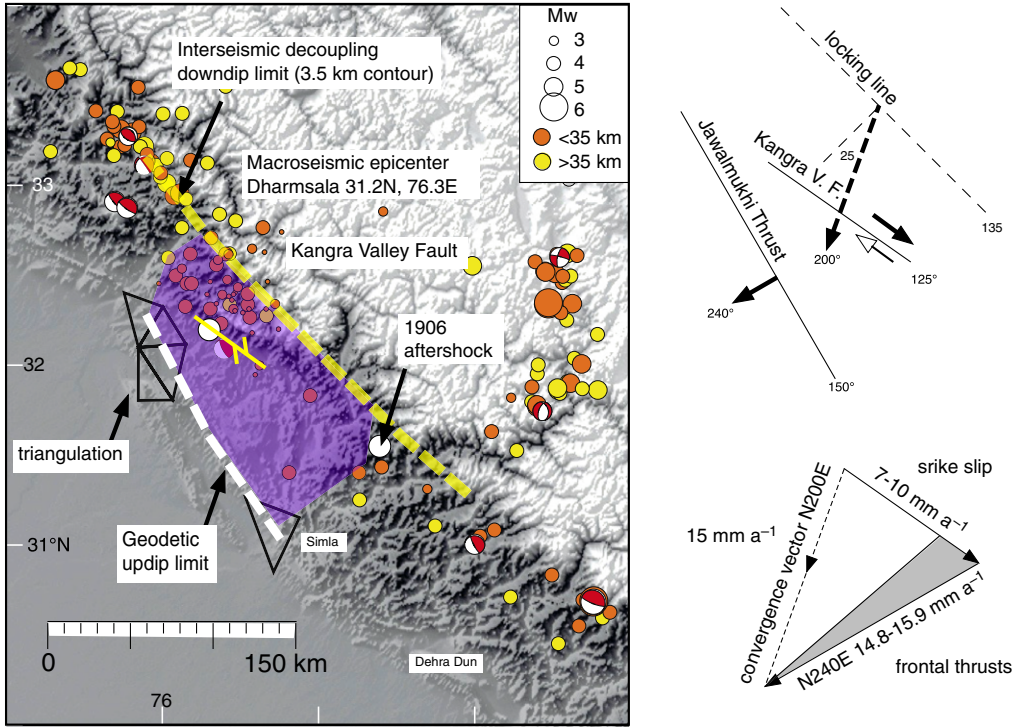 Interseismic decoupling
downdip limit (3.5 km contour)
Mw
3
4
5
6
<35 km
>35 km
33
Macroseismic epicenter
Dharmsala 31.2N, 76.3E
Kangra Valley Fault
1906
aftershock
32
triangulation
Geodetic
updip limit
31°N
Simla
0
150 km
Dehra Dun
76
locking line
Jawalmukhi Thrust
Kangra V. F.
25
135
200°
125°
240°
150°
srike slip
7-10 mm a⁻¹
15 mm a⁻¹
convergence vector N200E
N240E 14.8-15.9 mm a⁻¹
frontal thrusts